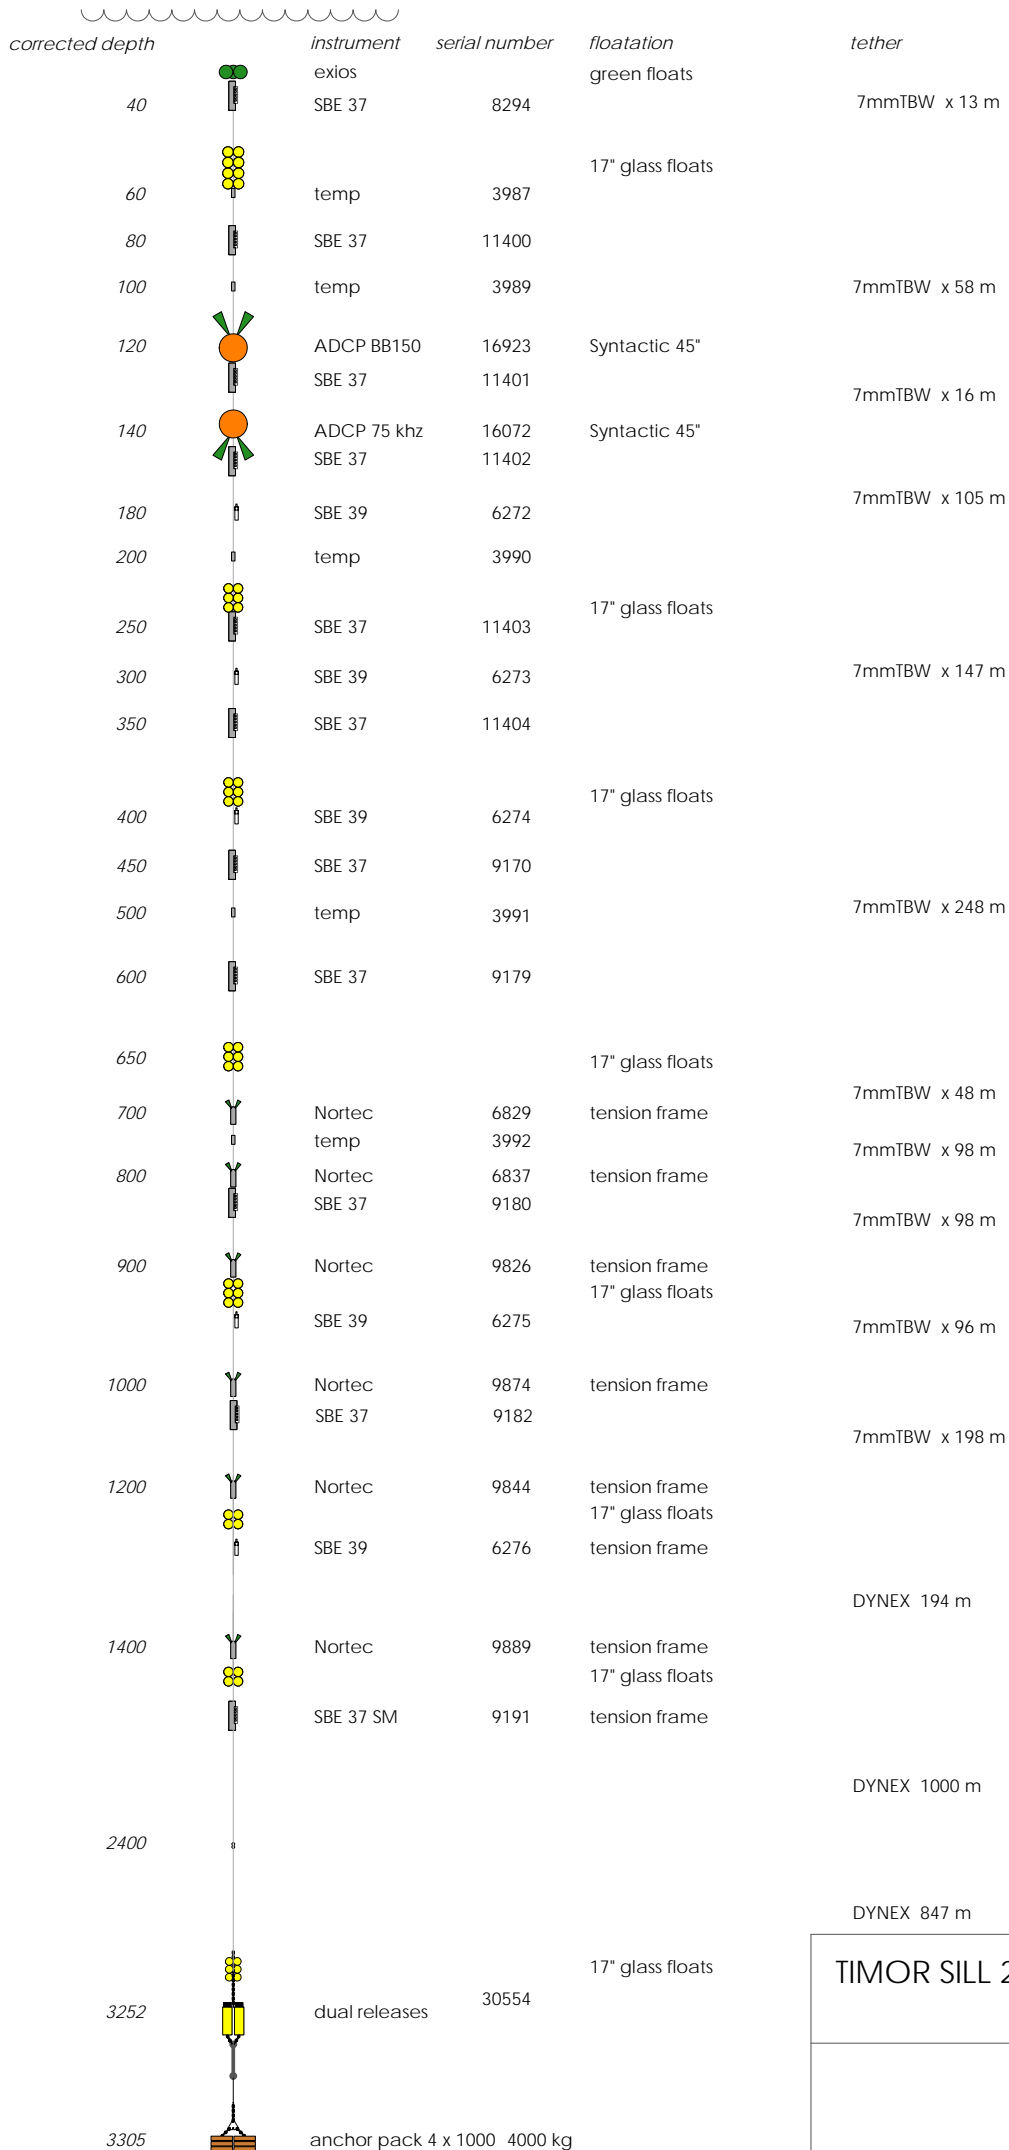 corrected depth instrument serial number floatation tether
exios green floats
40 SBE 37 8294 7mmTBW x 13 m
17" glass floats
60 temp 3987
80 SBE 37 11400
100 temp 3989 7mmTBW x 58 m
120 ADCP BB150 16923 Syntactic 45"
SBE 37 11401
7mmTBW x 16 m
140 ADCP 75 khz 16072 Syntactic 45"
SBE 37 11402
7mmTBW x 105 m
180 SBE 39 6272
200 temp 3990
17" glass floats
250 SBE 37 11403
300 SBE 39 6273 7mmTBW x 147 m
350 SBE 37 11404
17" glass floats
400 SBE 39 6274
450 SBE 37 9170
500 temp 3991 7mmTBW x 248 m
600 SBE 37 9179
650 17" glass floats
7mmTBW x 48 m
700 Nortec 6829 tension frame
temp 3992
7mmTBW x 98 m
800 Nortec 6837 tension frame
SBE 37 9180
7mmTBW x 98 m
900 Nortec 9826 tension frame
17" glass floats
SBE 39 6275 7mmTBW x 96 m
1000 Nortec 9874 tension frame
SBE 37 9182
7mmTBW x 198 m
1200 Nortec 9844 tension frame
17" glass floats
SBE 39 6276 tension frame
DYNEX 194 m
1400 Nortec 9889 tension frame
17" glass floats
SBE 37 SM 9191 tension frame
DYNEX 1000 m
2400
DYNEX 847 m
17" glass floats
TIMOR SILL 2
30554
3252 dual releases
3305 anchor pack 4 x 1000 4000 kg